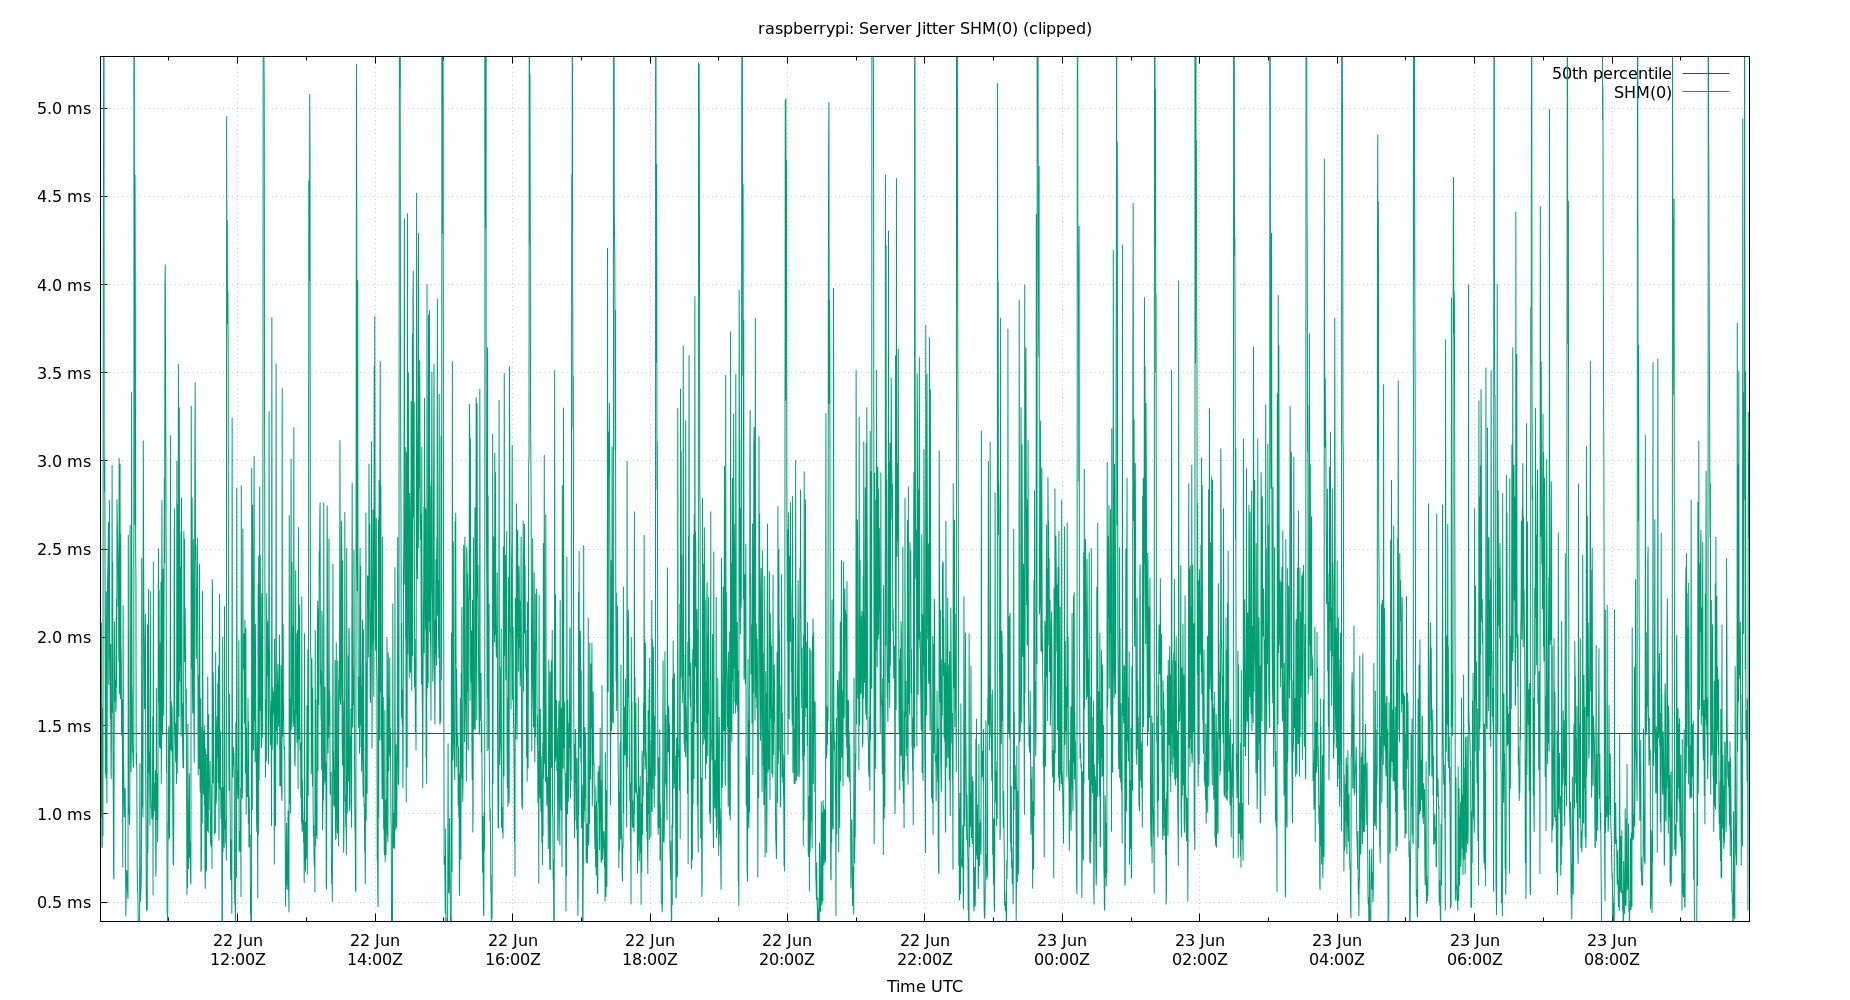 raspberrypi: Server Jitter SHM(0) (clipped)
50th percentile
SHM(0)
5.0 ms
4.5 ms
4.0 ms
3.5 ms
3.0 ms
2.5 ms
2.0 ms
1.5 ms
1.0 ms
0.5 ms
22 Jun 22 Jun 22 Jun 22 Jun 22 Jun 22 Jun 23 Jun 23 Jun 23 Jun 23 Jun 23 Jun
12:00Z 14:00Z 16:00Z 18:00Z 20:00Z 22:00Z 00:00Z 02:00Z 04:00Z 06:00Z 08:00Z
Time UTC